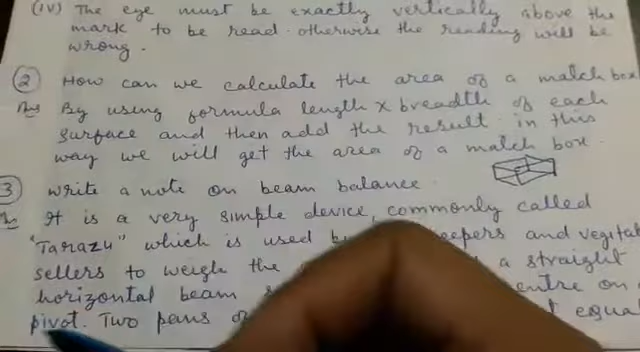 (iv) The eye must be exactly vertically above the
mark to be read otherwise the reading will be
wrong.
② How can we calculate the area of a match box
Ans By using formula length × breadth of each
surface and then add the result. in this
way we will get the area of a match box.
3 write a note on beam balance.
It is a very simple device, commonly called
"Tarazu" which is used keepers and vegitab
sellers to weigh the a straight
horizontal beam entre on a
pivot. Two pans of equa